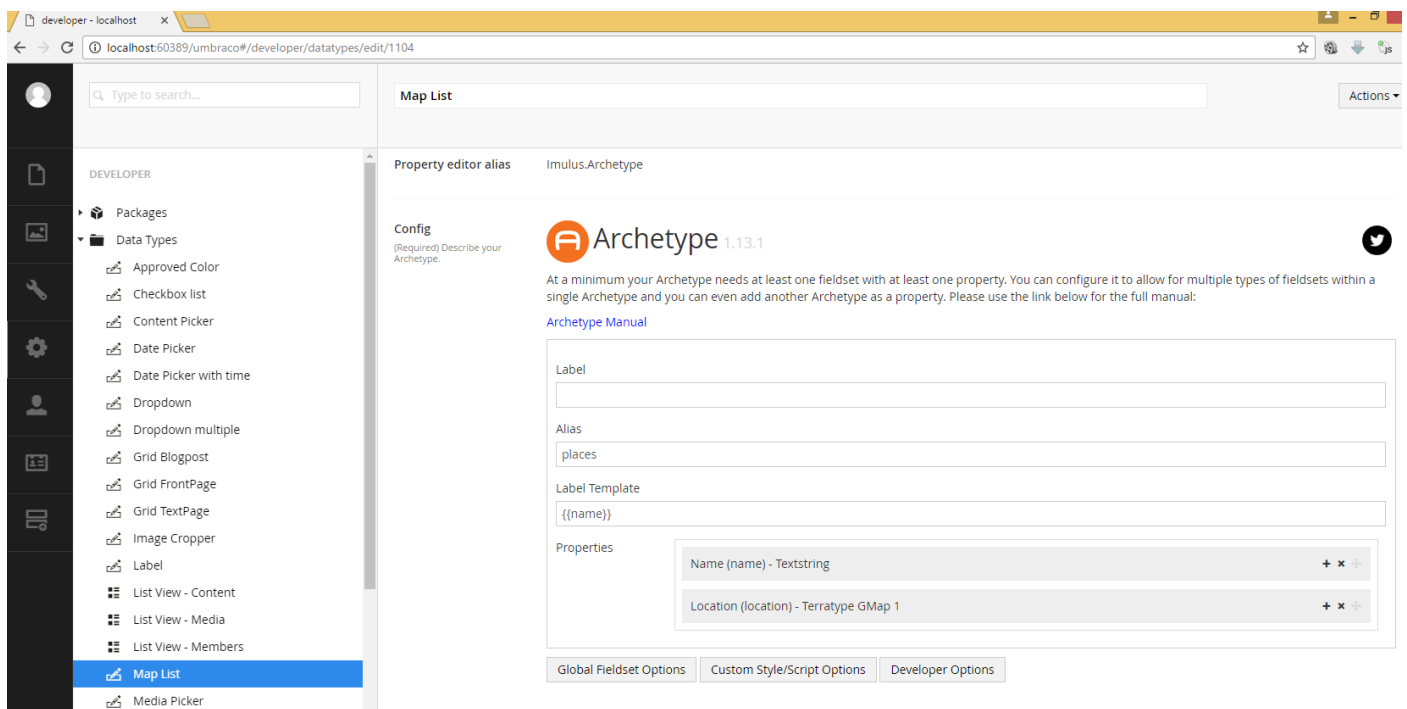 developer - localhost
localhost:60389/umbraco#/developer/datatypes/edit/1104
js
Type to search...
Map List
Actions
DEVELOPER
Packages
Data Types
Approved Color
Checkbox list
Content Picker
Date Picker
Date Picker with time
Dropdown
Dropdown multiple
Grid Blogpost
Grid FrontPage
Grid TextPage
Image Cropper
Label
List View - Content
List View - Media
List View - Members
Map List
Media Picker
Property editor alias
Imulus.Archetype
Config
(Required) Describe your
Archetype.
Archetype 1.13.1
At a minimum your Archetype needs at least one fieldset with at least one property. You can configure it to allow for multiple types of fieldsets within a
single Archetype and you can even add another Archetype as a property. Please use the link below for the full manual:
Archetype Manual
Label
Alias
places
Label Template
{{name}}
Properties
Name (name) - Textstring
Location (location) - Terratype GMap 1
Global Fieldset Options
Custom Style/Script Options
Developer Options